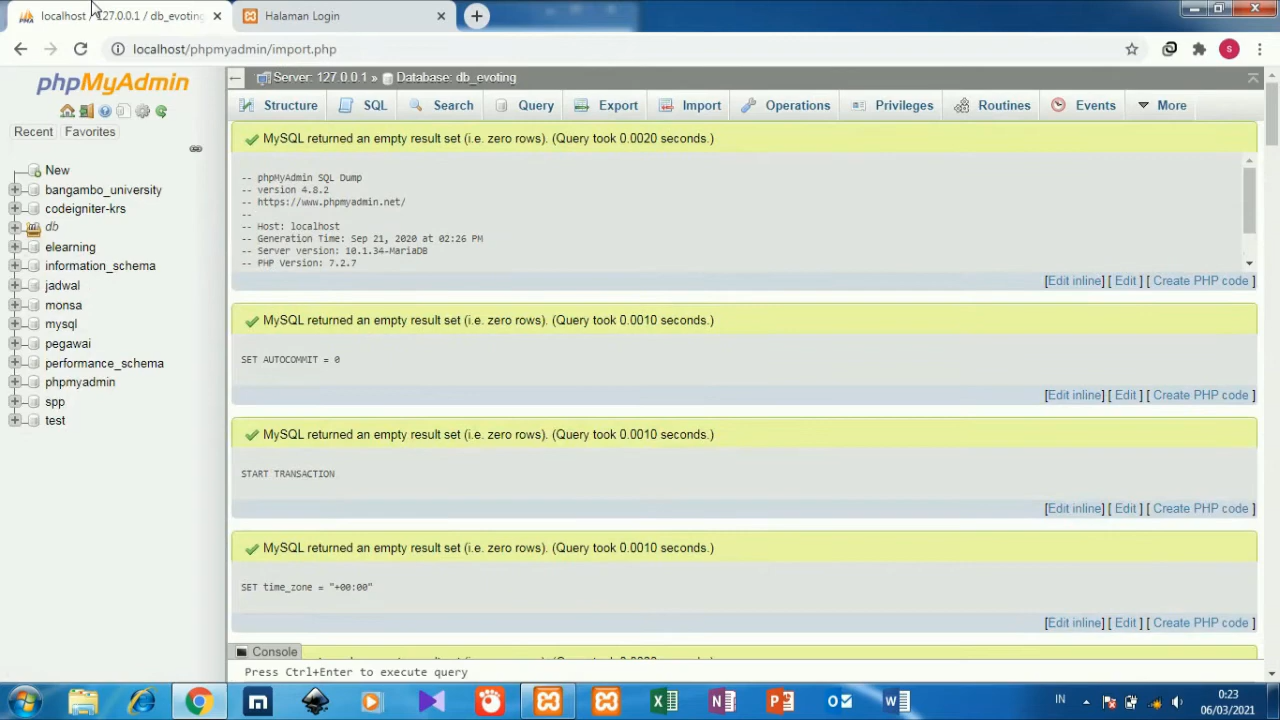 localhost / 127.0.0.1 / db_evoting
Halaman Login
localhost/phpmyadmin/import.php
S
phpMyAdmin
Recent
Favorites
New
bangambo_university
codeigniter-krs
db
elearning
information_schema
jadwal
monsa
mysql
pegawai
performance_schema
phpmyadmin
spp
test
Server: 127.0.0.1 » Database: db_evoting
Structure
SQL
Search
Query
Export
Import
Operations
Privileges
Routines
Events
More
MySQL returned an empty result set (i.e. zero rows). (Query took 0.0020 seconds.)
-- phpMyAdmin SQL Dump
-- version 4.8.2
-- https://www.phpmyadmin.net/
--
-- Host: localhost
-- Generation Time: Sep 21, 2020 at 02:26 PM
-- Server version: 10.1.34-MariaDB
-- PHP Version: 7.2.7
[Edit inline] [ Edit ] [ Create PHP code ]
MySQL returned an empty result set (i.e. zero rows). (Query took 0.0010 seconds.)
SET AUTOCOMMIT = 0
[Edit inline] [ Edit ] [ Create PHP code ]
MySQL returned an empty result set (i.e. zero rows). (Query took 0.0010 seconds.)
START TRANSACTION
[Edit inline] [ Edit ] [ Create PHP code ]
MySQL returned an empty result set (i.e. zero rows). (Query took 0.0010 seconds.)
SET time_zone = "+00:00"
[Edit inline] [ Edit ] [ Create PHP code ]
Console
Press Ctrl+Enter to execute query
IN
0:23
06/03/2021